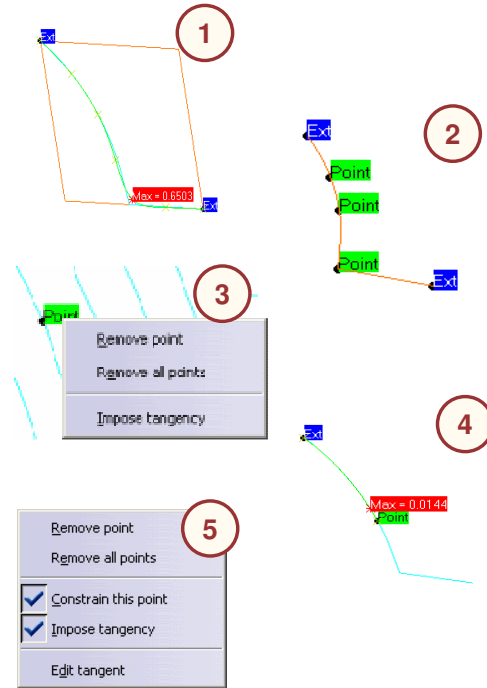 1
Ext
Max = 0.6503
Ext
2
Ext
Point
Point
Point
Ext
3
Point
Remove point
Remove all points
Impose tangency
4
Ext
Max = 0.0144
Point
5
Remove point
Remove all points
Constrain this point
Impose tangency
Edit tangent